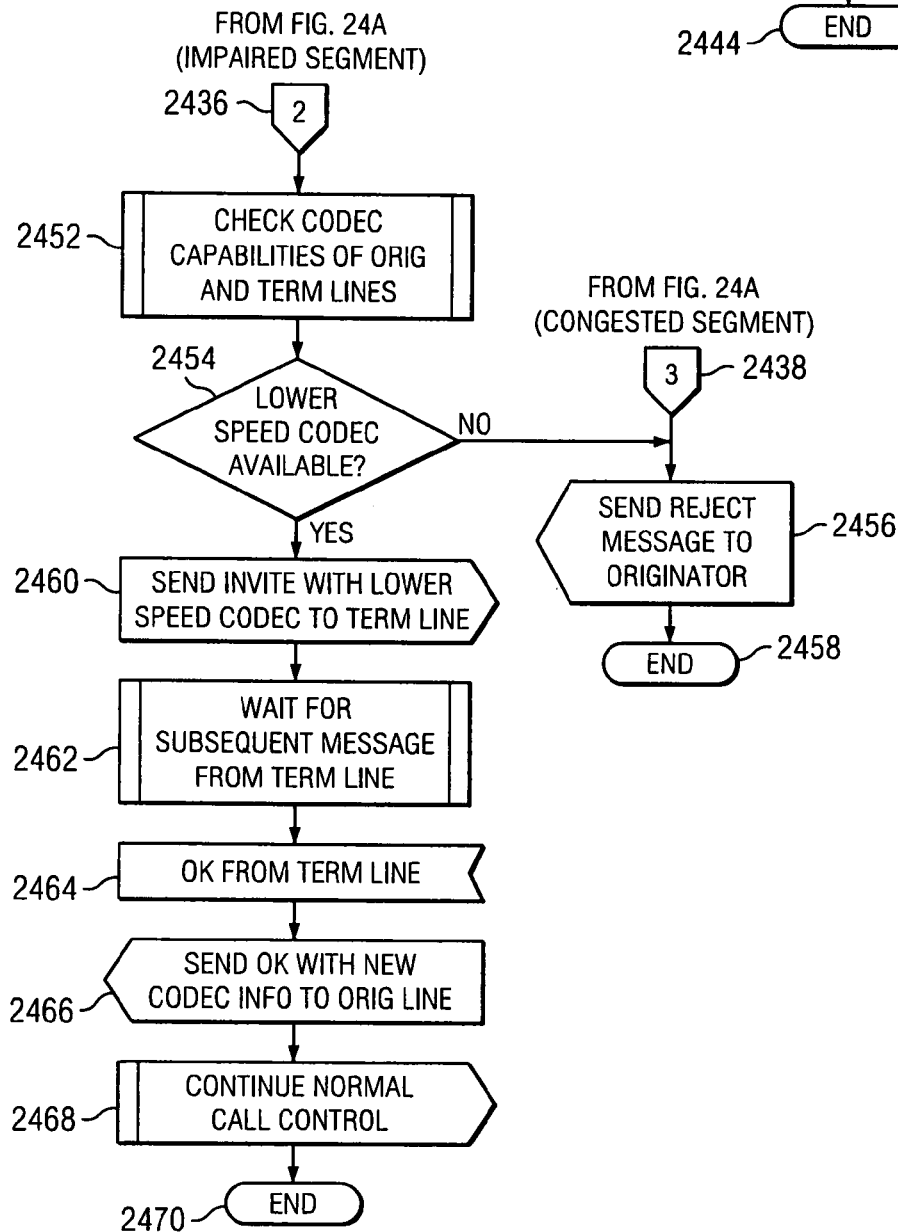 FROM FIG. 24A
(IMPAIRED SEGMENT)
2444
END
2436
2
2452
CHECK CODEC
CAPABILITIES OF ORIG
AND TERM LINES
FROM FIG. 24A
(CONGESTED SEGMENT)
3
2438
2454
LOWER
SPEED CODEC
AVAILABLE?
NO
YES
SEND REJECT
MESSAGE TO
ORIGINATOR
2456
END
2458
2460
SEND INVITE WITH LOWER
SPEED CODEC TO TERM LINE
2462
WAIT FOR
SUBSEQUENT MESSAGE
FROM TERM LINE
2464
OK FROM TERM LINE
2466
SEND OK WITH NEW
CODEC INFO TO ORIG LINE
2468
CONTINUE NORMAL
CALL CONTROL
2470
END